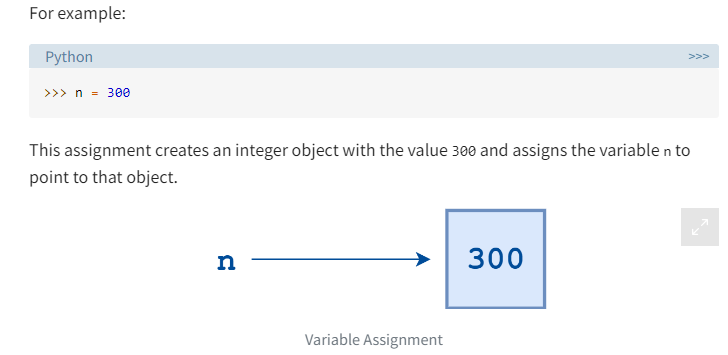 For example:
Python >>>
>>> n = 300
This assignment creates an integer object with the value 300 and assigns the variable n to
point to that object.
n 300
Variable Assignment